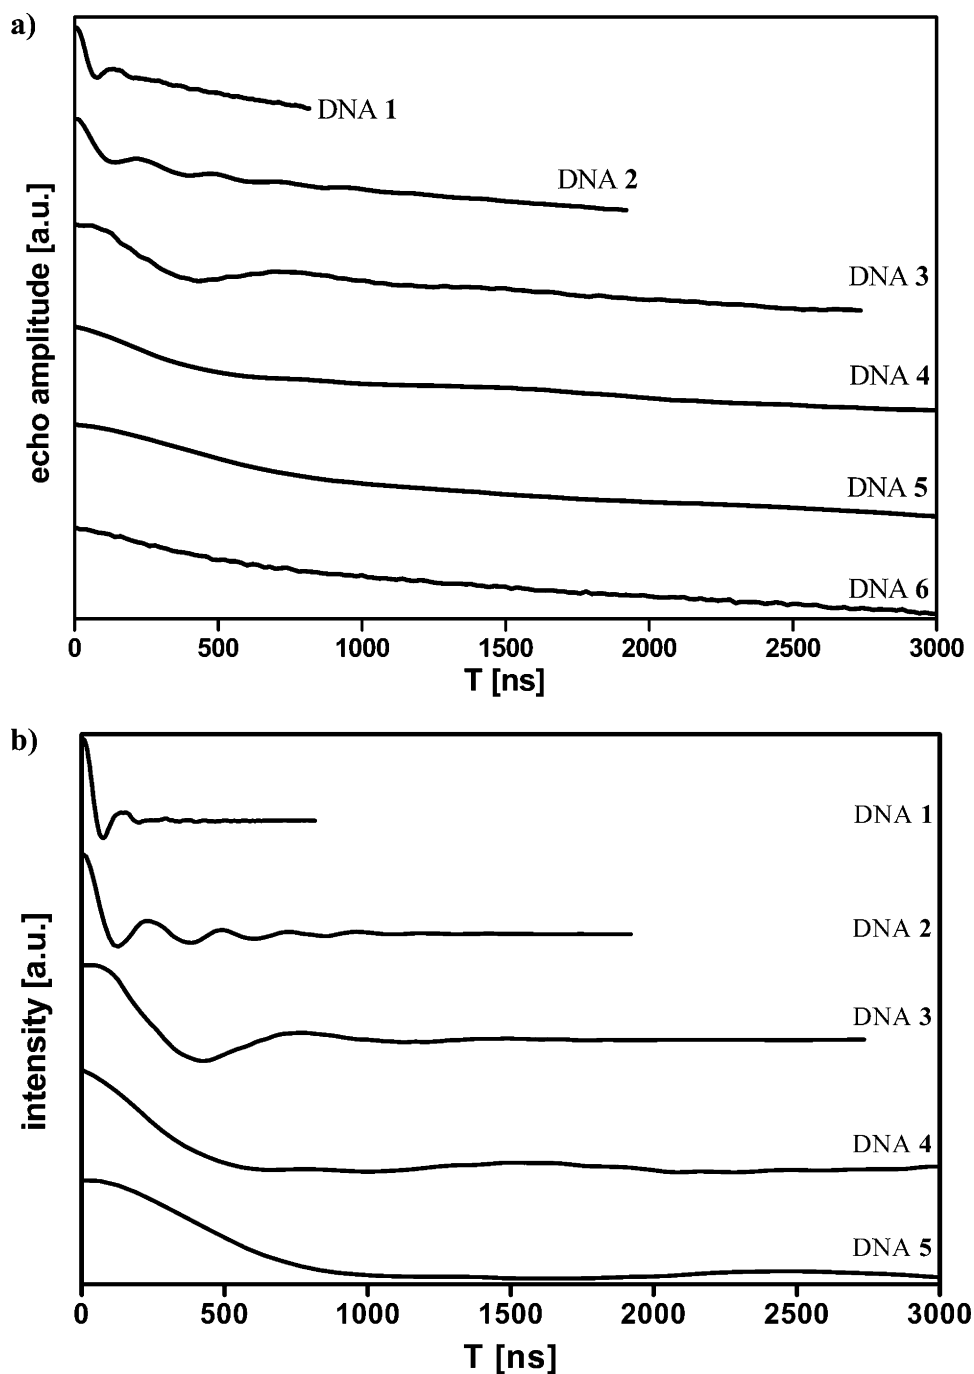 a)
DNA 1
DNA 2
DNA 3
DNA 4
DNA 5
DNA 6
echo amplitude [a.u.]
0 500 1000 1500 2000 2500 3000
T [ns]
b)
DNA 1
DNA 2
DNA 3
DNA 4
DNA 5
intensity [a.u.]
0 500 1000 1500 2000 2500 3000
T [ns]